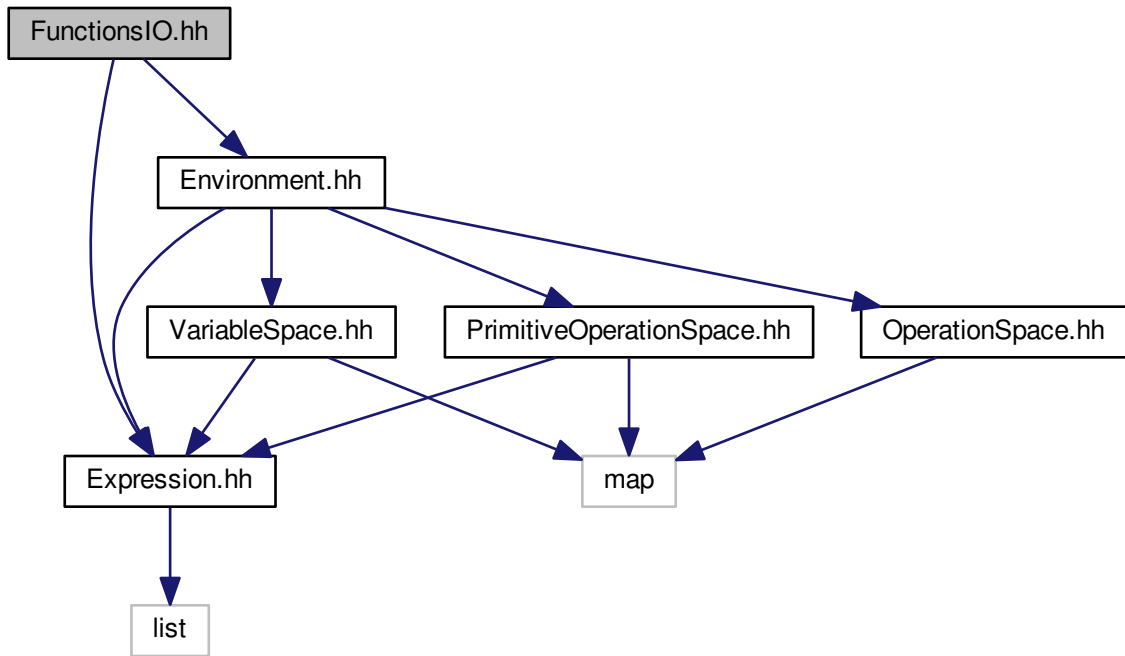 FunctionsIO.hh
Environment.hh
VariableSpace.hh
PrimitiveOperationSpace.hh
OperationSpace.hh
Expression.hh
map
list